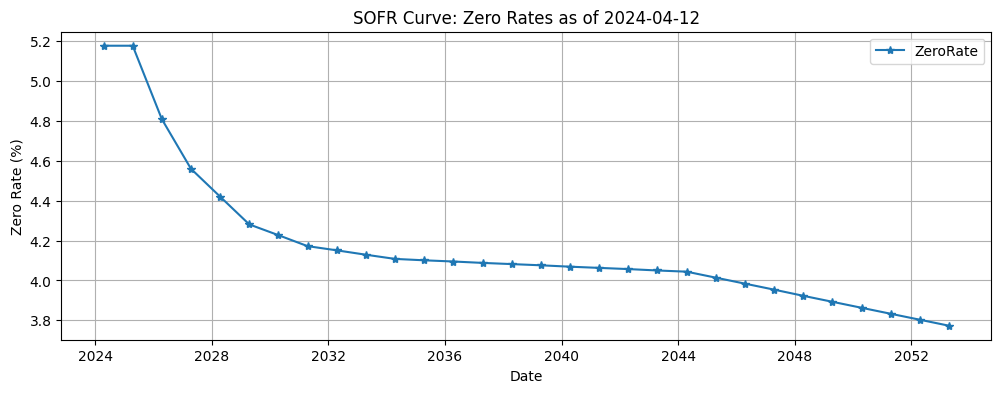 SOFR Curve: Zero Rates as of 2024-04-12
ZeroRate
Zero Rate (%)
5.2
5.0
4.8
4.6
4.4
4.2
4.0
3.8
2024 2028 2032 2036 2040 2044 2048 2052
Date